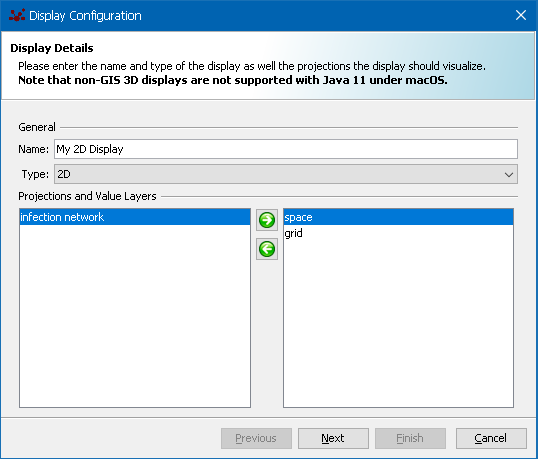 Display Configuration
Display Details
Please enter the name and type of the display as well the projections the display should visualize.
Note that non-GIS 3D displays are not supported with Java 11 under macOS.
General
Name: My 2D Display
Type: 2D
Projections and Value Layers
infection network
space
grid
Previous Next Finish Cancel